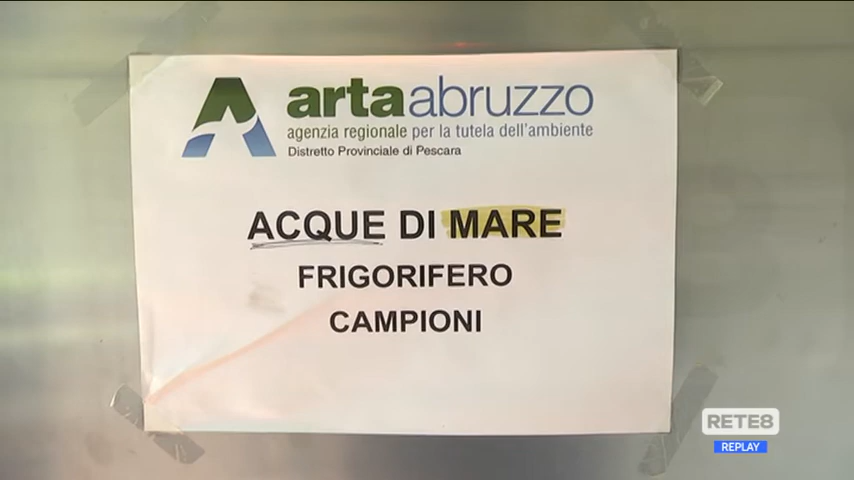 artaabruzzo
agenzia regionale per la tutela dell'ambiente
Distretto Provinciale di Pescara
ACQUE DI MARE
FRIGORIFERO
CAMPIONI
RETE8
REPLAY